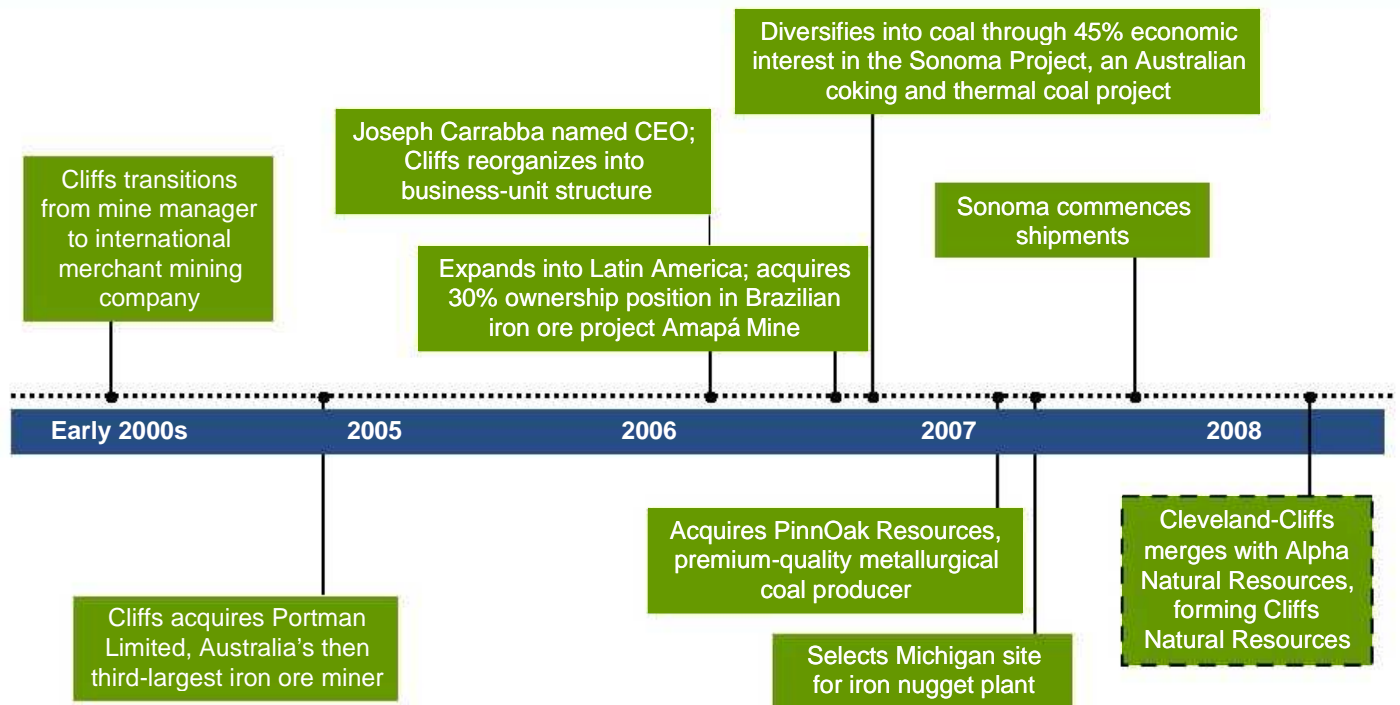 Diversifies into coal through 45% economic
interest in the Sonoma Project, an Australian
coking and thermal coal project
Joseph Carrabba named CEO;
Cliffs reorganizes into
business-unit structure
Cliffs transitions
from mine manager
to international
merchant mining
company
Sonoma commences
shipments
Expands into Latin America; acquires
30% ownership position in Brazilian
iron ore project Amapá Mine
Early 2000s 2005 2006 2007 2008
Acquires PinnOak Resources,
premium-quality metallurgical
coal producer
Cleveland-Cliffs
merges with Alpha
Natural Resources,
forming Cliffs
Natural Resources
Cliffs acquires Portman
Limited, Australia’s then
third-largest iron ore miner
Selects Michigan site
for iron nugget plant